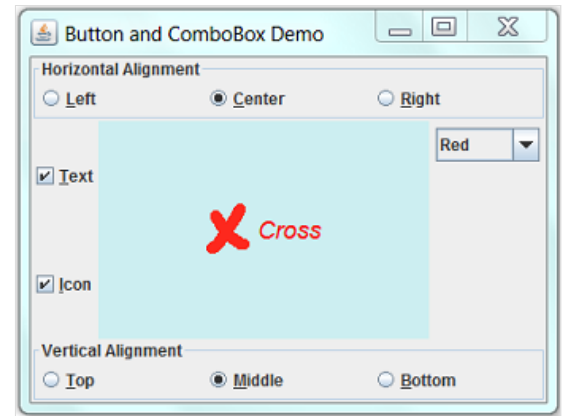 Button and ComboBox Demo
Horizontal Alignment
Left Center Right
Red
Text
Cross
Icon
Vertical Alignment
Top Middle Bottom